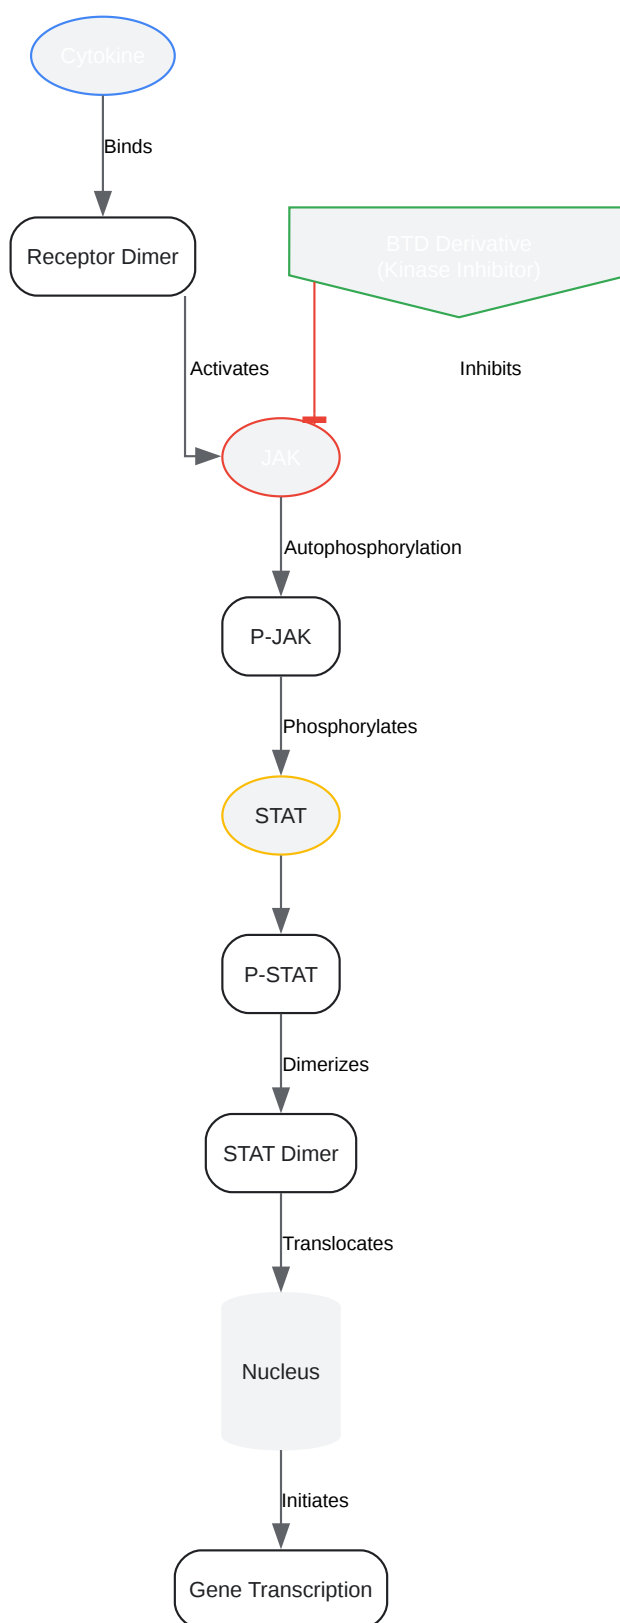 Cytokine
Binds
Receptor Dimer
BTD Derivative
(Kinase Inhibitor)
Activates
Inhibits
JAK
Autophosphorylation
P-JAK
Phosphorylates
STAT
P-STAT
Dimerizes
STAT Dimer
Translocates
Nucleus
Initiates
Gene Transcription